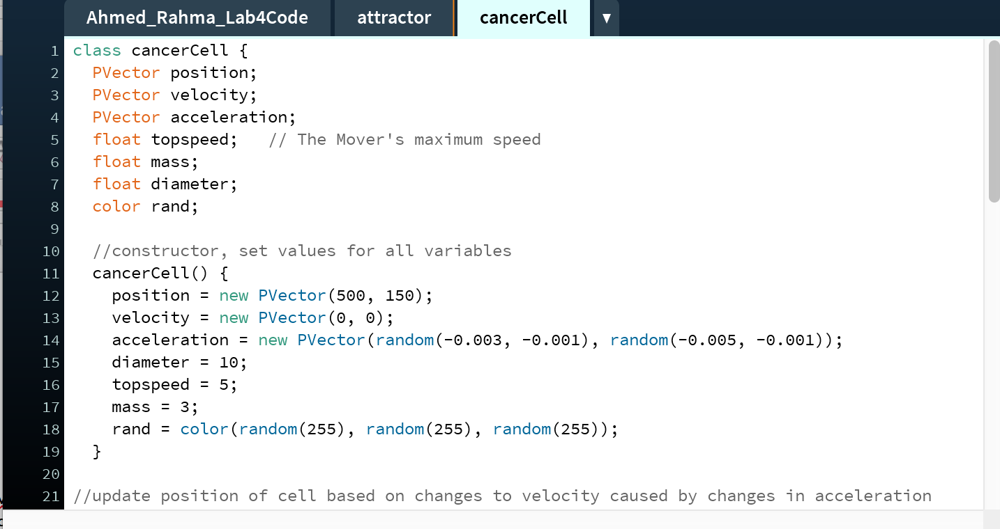 Ahmed_Rahma_Lab4Code attractor cancerCell ▼
1 class cancerCell {
2   PVector position;
3   PVector velocity;
4   PVector acceleration;
5   float topspeed;   // The Mover's maximum speed
6   float mass;
7   float diameter;
8   color rand;
9
10   //constructor, set values for all variables
11   cancerCell() {
12     position = new PVector(500, 150);
13     velocity = new PVector(0, 0);
14     acceleration = new PVector(random(-0.003, -0.001), random(-0.005, -0.001));
15     diameter = 10;
16     topspeed = 5;
17     mass = 3;
18     rand = color(random(255), random(255), random(255));
19   }
20
21 //update position of cell based on changes to velocity caused by changes in acceleration